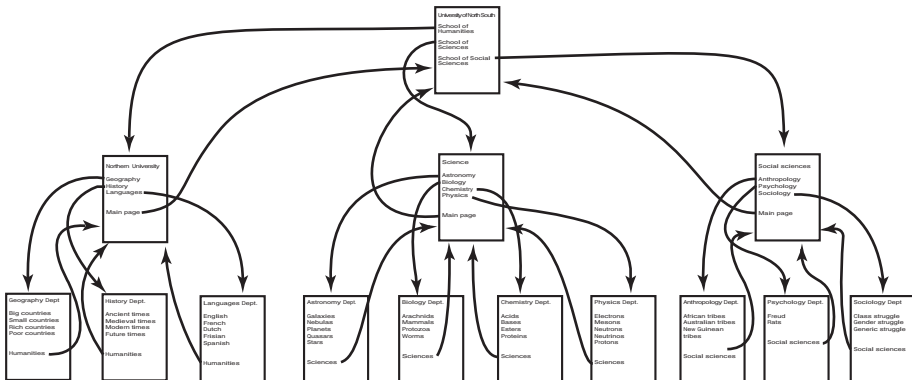 University of North South
School of
Humanities
School of
Sciences
School of Social
Sciences
Northern University
Geography
History
Languages
Main page
Science
Astronomy
Biology
Chemistry
Physics
Main page
Social sciences
Anthropology
Psychology
Sociology
Main page
Geography Dept
Big countries
Small countries
Rich countries
Poor countries
Humanities
History Dept.
Ancient times
Medieval times
Modern times
Future times
Humanities
Languages Dept.
English
French
Dutch
Frisian
Spanish
Humanities
Astronomy Dept.
Galaxies
Nebulas
Planets
Quasars
Stars
Sciences
Biology Dept.
Arachnids
Mammals
Protozoa
Worms
Sciences
Chemistry Dept.
Acids
Bases
Esters
Proteins
Sciences
Physics Dept.
Electrons
Mesons
Neutrons
Neutrinos
Protons
Sciences
Anthropology Dept.
African tribes
Australian tribes
New Guinean
tribes
Social sciences
Psychology Dept.
Freud
Rats
Social sciences
Sociology Dept
Class struggle
Gender struggle
Generic struggle
Social sciences